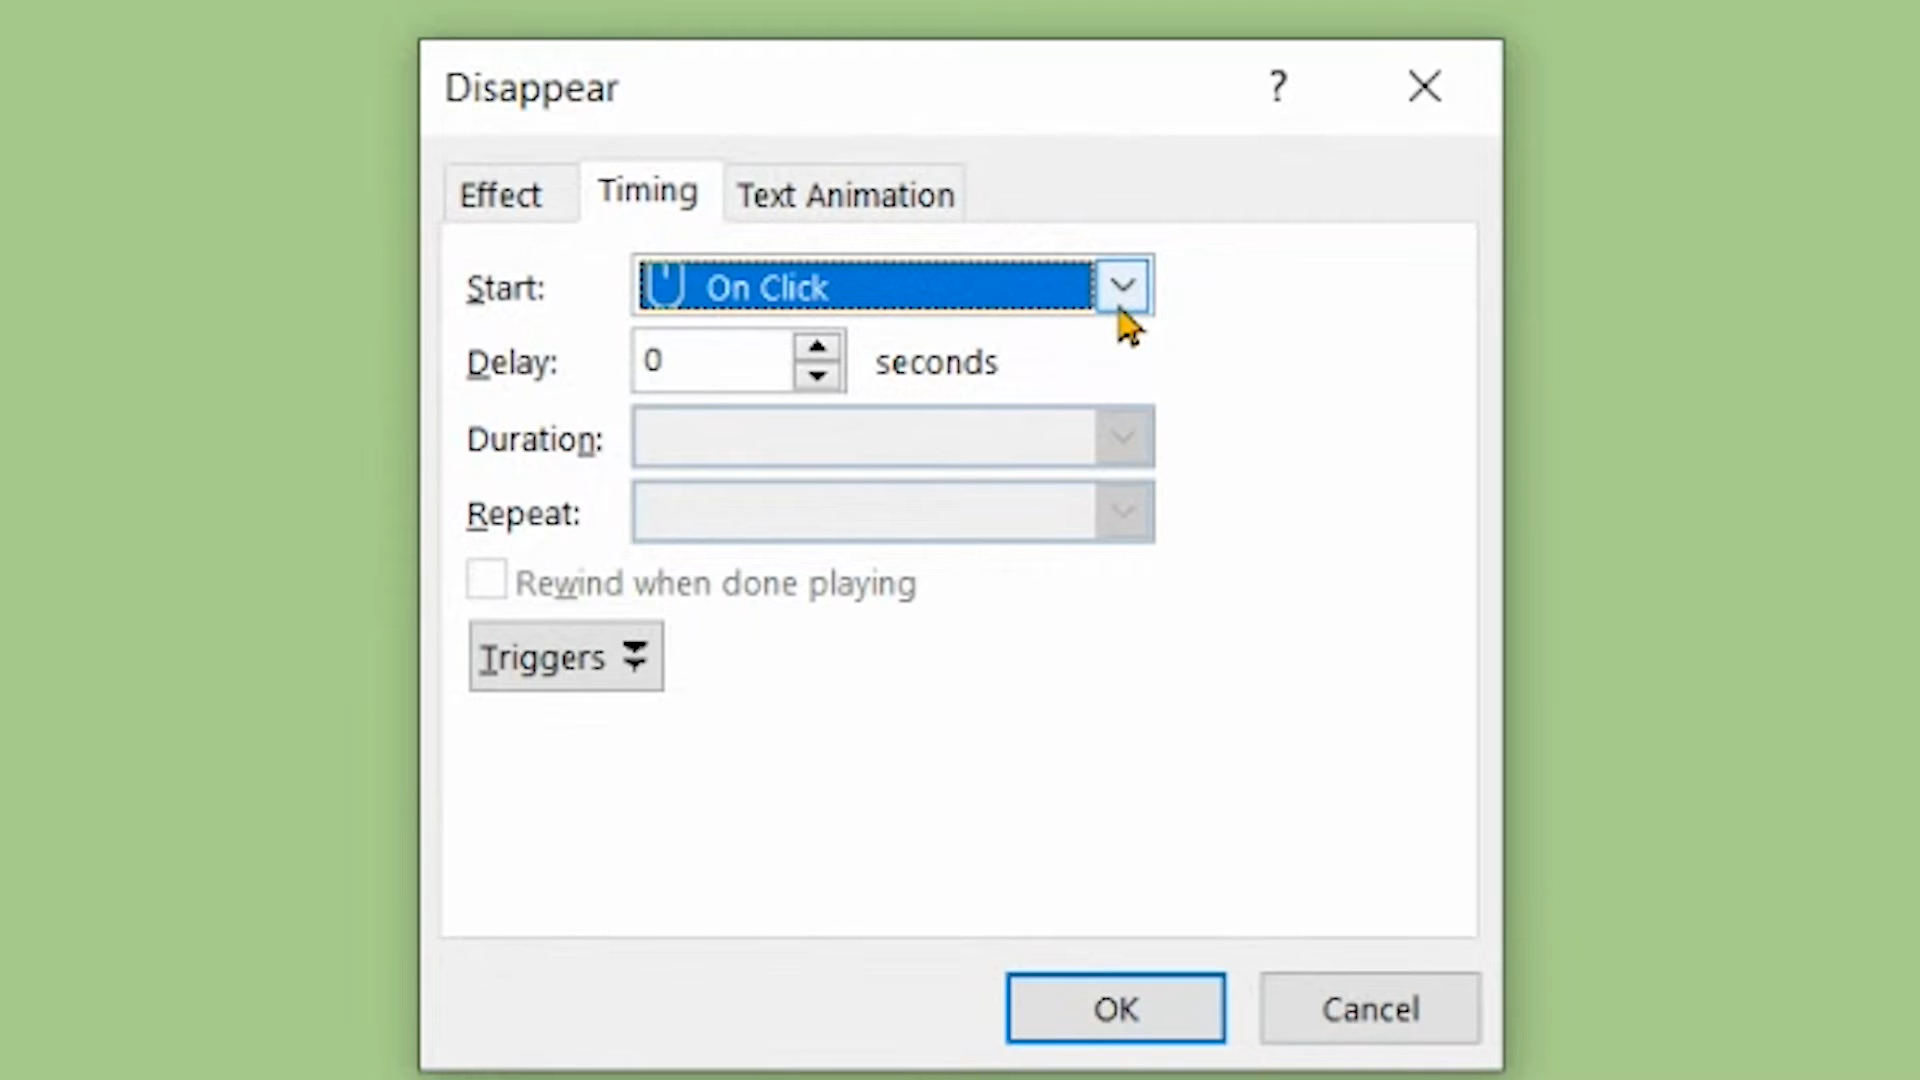 Disappear ?
Effect Timing Text Animation
Start: On Click
Delay: 0 seconds
Duration:
Repeat:
Rewind when done playing
Triggers
OK Cancel